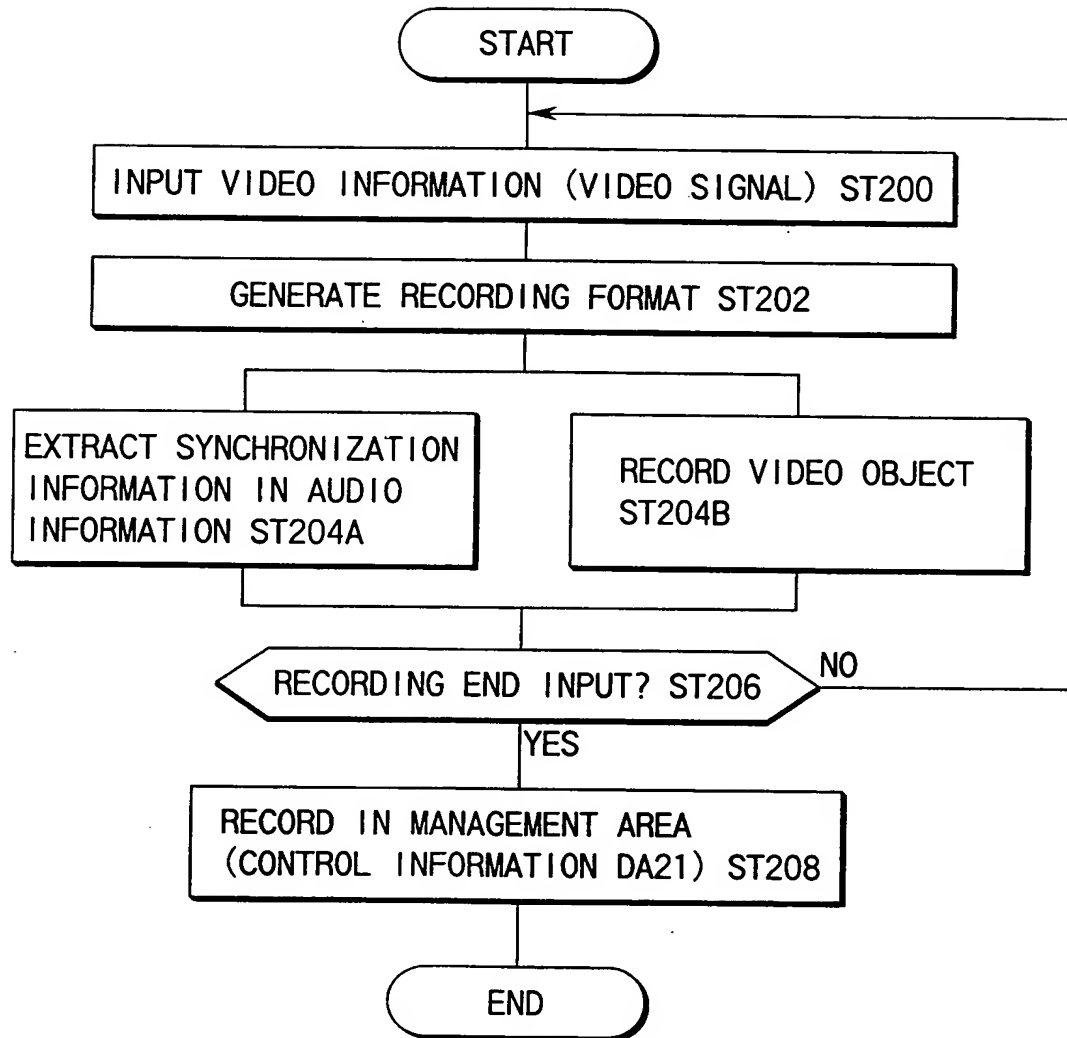 START
INPUT VIDEO INFORMATION (VIDEO SIGNAL) ST200
GENERATE RECORDING FORMAT ST202
EXTRACT SYNCHRONIZATION
INFORMATION IN AUDIO
INFORMATION ST204A
RECORD VIDEO OBJECT
ST204B
RECORDING END INPUT? ST206
NO
YES
RECORD IN MANAGEMENT AREA
(CONTROL INFORMATION DA21) ST208
END